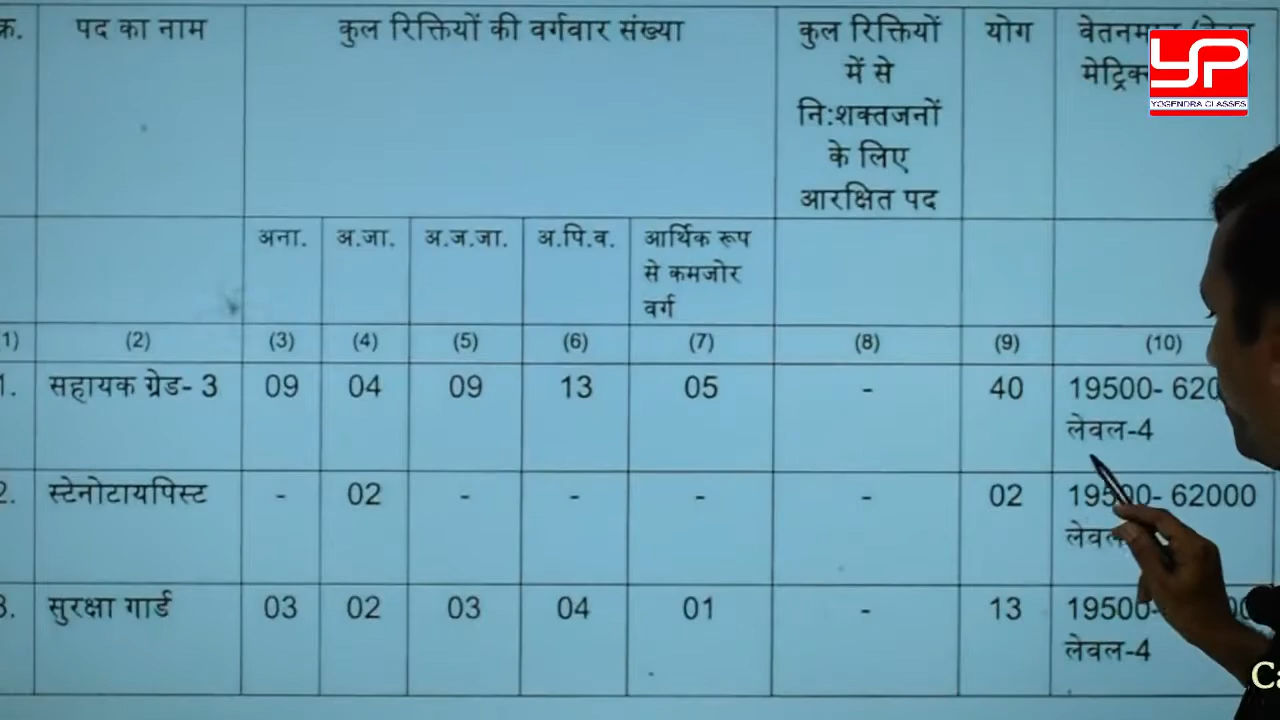 क्र. पद का नाम कुल रिक्तियों की वर्गवार संख्या कुल रिक्तियों योग
में से
नि:शक्तजनों
के लिए
आरक्षित पद
YP
YOGENDRA CLASSES
अना. अ.जा. अ.ज.जा. अ.पि.व. आर्थिक रूप
से कमजोर
वर्ग
(1) (2) (3) (4) (5) (6) (7) (8) (9) (10)
1. सहायक ग्रेड- 3 09 04 09 13 05 - 40 19500-
लेवल-4
2. स्टेनोटायपिस्ट - 02 - - - - 02 19500- 62000
3. सुरक्षा गार्ड 03 02 03 04 01 - 13 19500-
लेवल-4